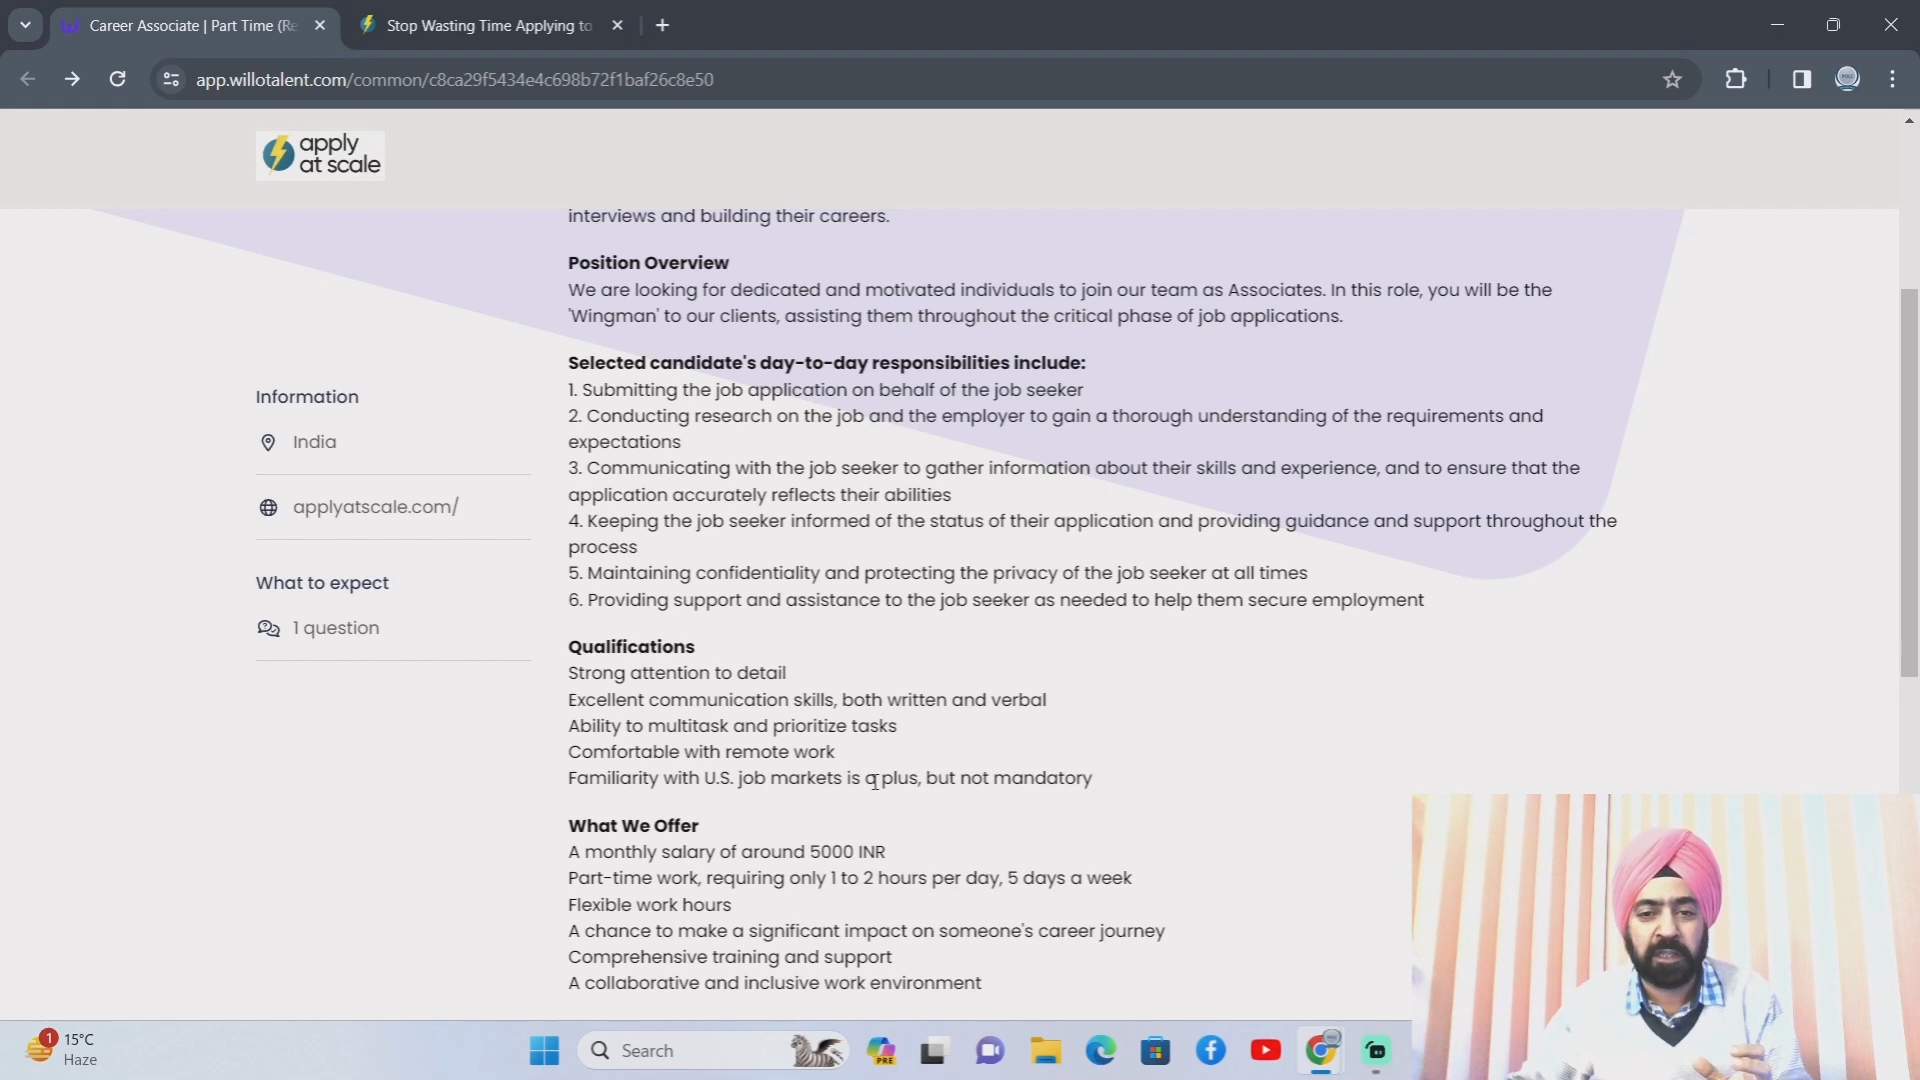 Career Associate | Part Time (Re
Stop Wasting Time Applying to
app.willotalent.com/common/c8ca29f5434e4c698b72f1baf26c8e50
apply
at scale
interviews and building their careers.
Position Overview
We are looking for dedicated and motivated individuals to join our team as Associates. In this role, you will be the
'Wingman' to our clients, assisting them throughout the critical phase of job applications.
Selected candidate's day-to-day responsibilities include:
1. Submitting the job application on behalf of the job seeker
2. Conducting research on the job and the employer to gain a thorough understanding of the requirements and
expectations
3. Communicating with the job seeker to gather information about their skills and experience, and to ensure that the
application accurately reflects their abilities
4. Keeping the job seeker informed of the status of their application and providing guidance and support throughout the
process
5. Maintaining confidentiality and protecting the privacy of the job seeker at all times
6. Providing support and assistance to the job seeker as needed to help them secure employment
Information
India
applyatscale.com/
What to expect
1 question
Qualifications
Strong attention to detail
Excellent communication skills, both written and verbal
Ability to multitask and prioritize tasks
Comfortable with remote work
Familiarity with U.S. job markets is a plus, but not mandatory
What We Offer
A monthly salary of around 5000 INR
Part-time work, requiring only 1 to 2 hours per day, 5 days a week
Flexible work hours
A chance to make a significant impact on someone's career journey
Comprehensive training and support
A collaborative and inclusive work environment
1
15°C
Haze
Search
PRE